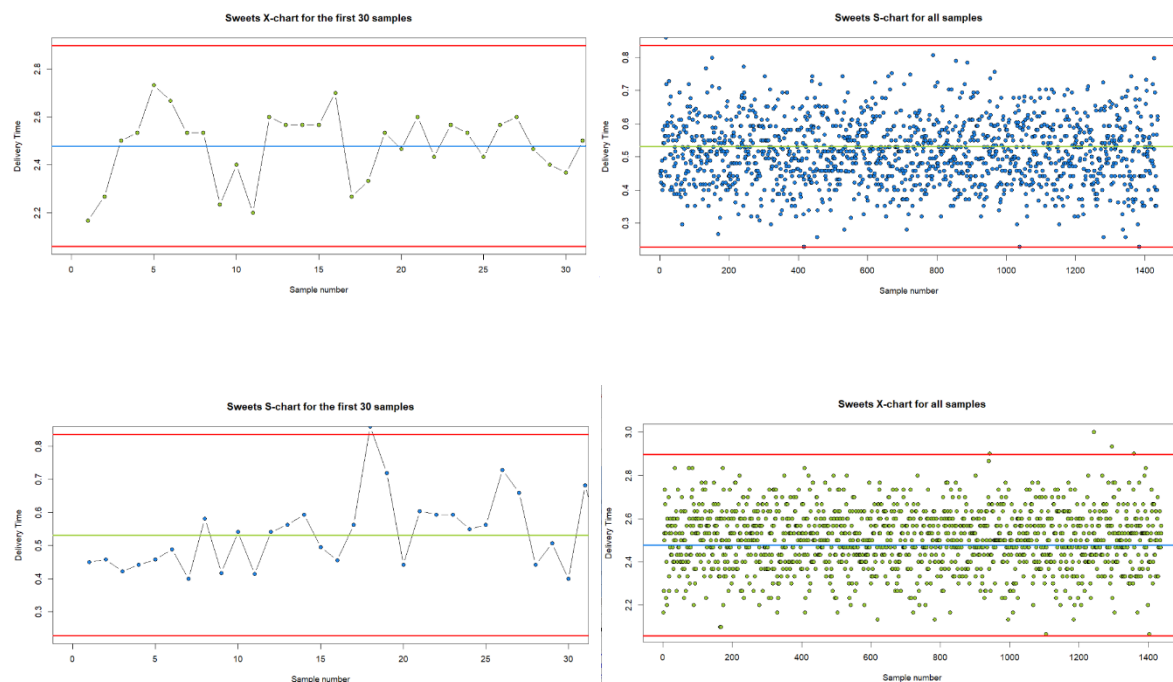 Sweets X-chart for the first 30 samples
Delivery Time
2.8
2.6
2.4
2.2
0 5 10 15 20 25 30
Sample number
Sweets S-chart for all samples
Delivery Time
0.8
0.7
0.6
0.5
0.4
0.3
0 200 400 600 800 1000 1200 1400
Sample number
Sweets S-chart for the first 30 samples
Delivery Time
0.8
0.7
0.6
0.5
0.4
0.3
0 5 10 15 20 25 30
Sample number
Sweets X-chart for all samples
Delivery Time
3.0
2.8
2.6
2.4
2.2
0 200 400 600 800 1000 1200 1400
Sample number